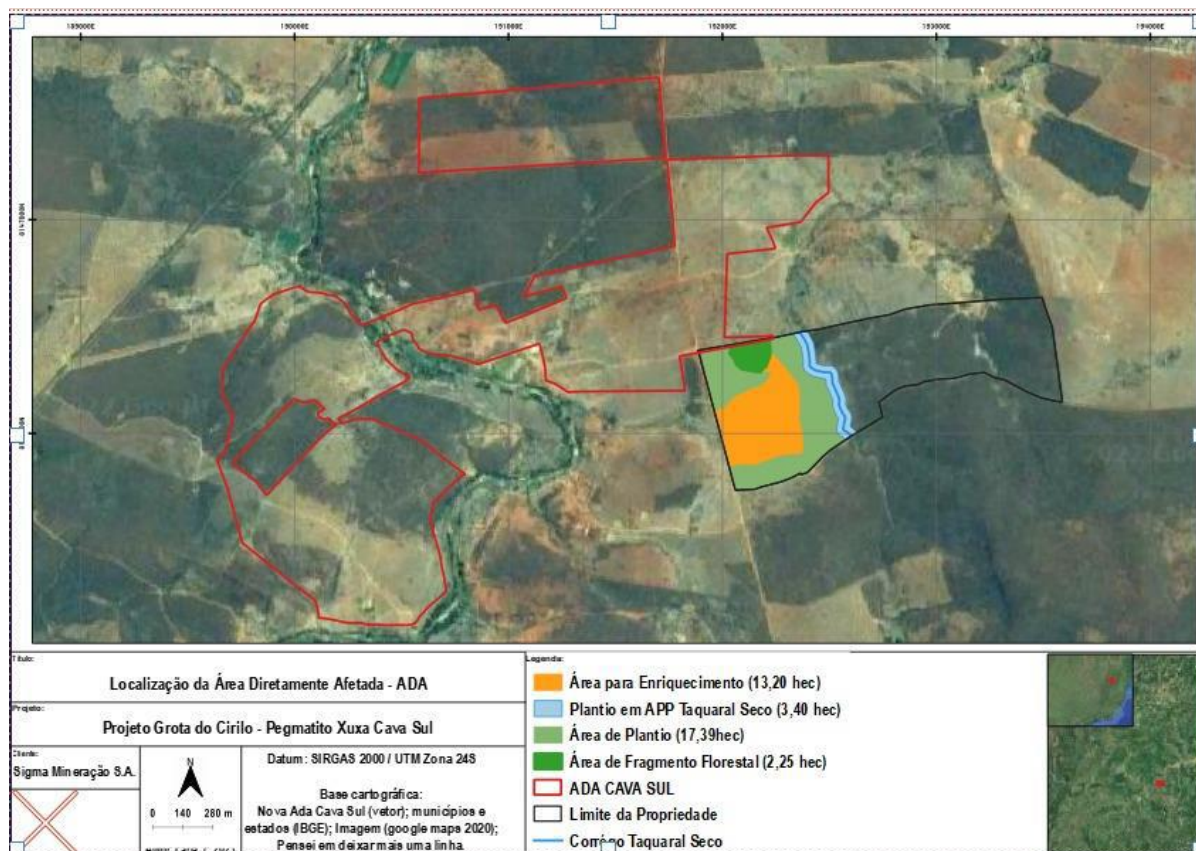 189000E 190000E 191000E 192000E 193000E 194000E
Título:
Localização da Área Diretamente Afetada - ADA
Projeto:
Projeto Grota do Cirilo - Pegmatito Xuxa Cava Sul
Cliente:
Sigma Mineração S.A.
N
0 140 280 m
Datum: SIRGAS 2000 / UTM Zona 24S
Base cartográfica:
Nova Ada Cava Sul (vetor); municípios e
estados (IBGE); Imagem (google maps 2020);
Pensei em deixar mais uma linha.
Legenda:
Área para Enriquecimento (13,20 hec)
Plantio em APP Taquaral Seco (3,40 hec)
Área de Plantio (17,39hec)
Área de Fragmento Florestal (2,25 hec)
ADA CAVA SUL
Limite da Propriedade
Corrégo Taquaral Seco